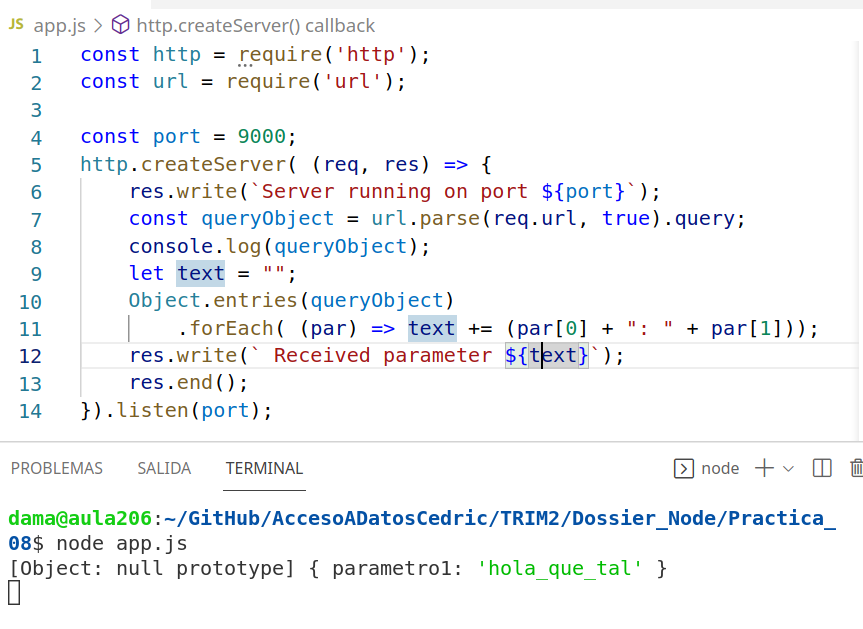 JS app.js > http.createServer() callback
1 const http = require('http');
2 const url = require('url');
3
4 const port = 9000;
5 http.createServer( (req, res) => {
6     res.write(`Server running on port ${port}`);
7     const queryObject = url.parse(req.url, true).query;
8     console.log(queryObject);
9     let text = "";
10     Object.entries(queryObject)
11         .forEach( (par) => text += (par[0] + ": " + par[1]));
12     res.write(` Received parameter ${text}`);
13     res.end();
14 }).listen(port);
PROBLEMAS SALIDA TERMINAL node
dama@aula206:~/GitHub/AccesoADatosCedric/TRIM2/Dossier_Node/Practica_
08$ node app.js
[Object: null prototype] { parametro1: 'hola_que_tal' }